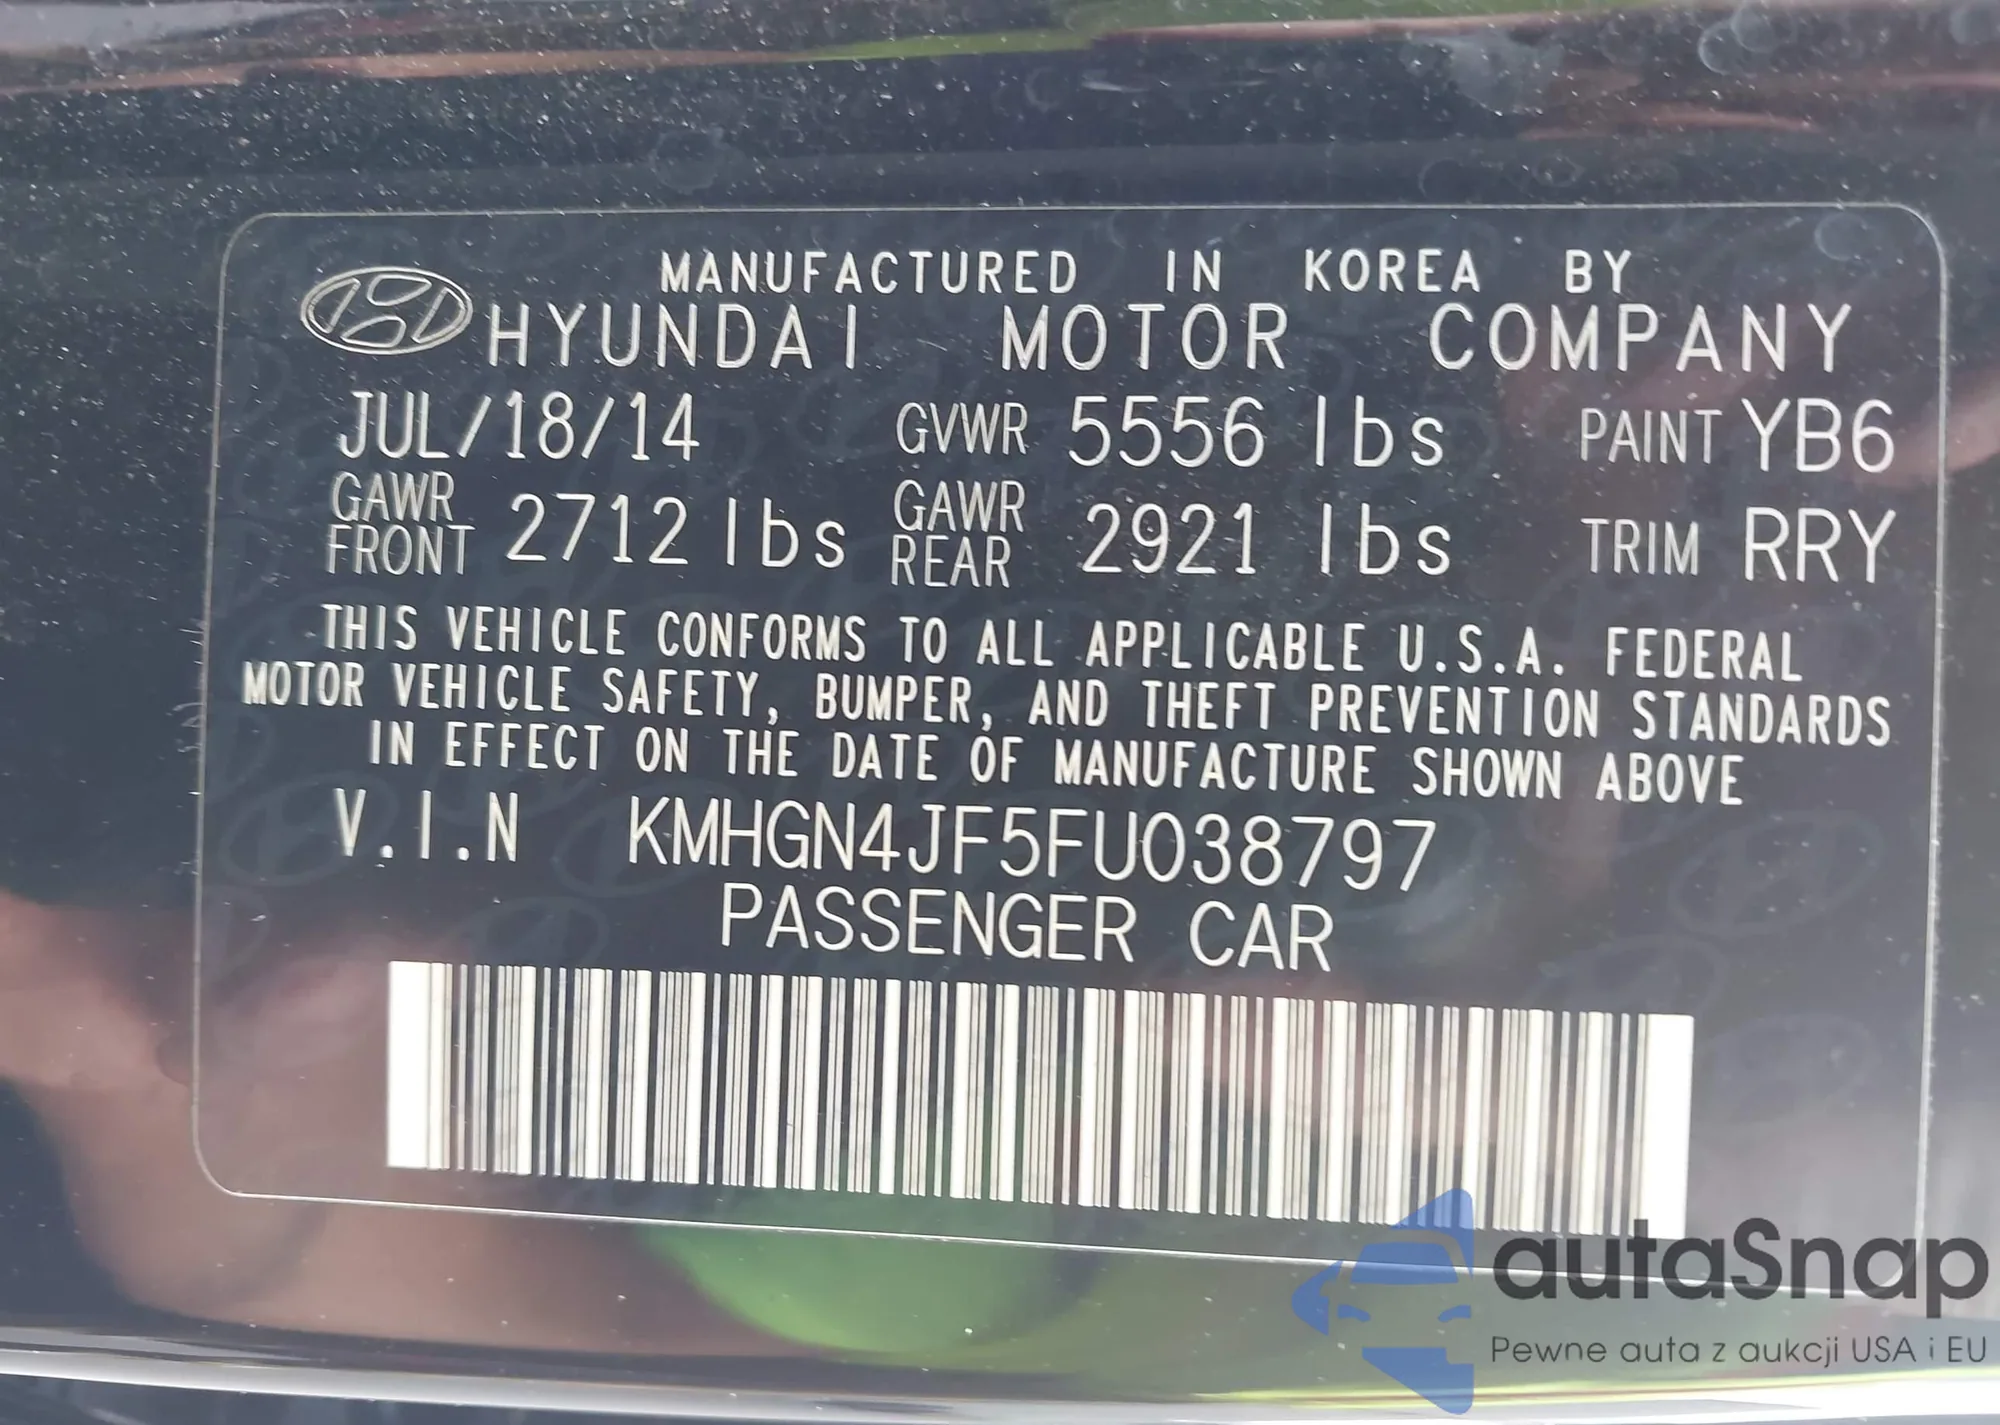 MANUFACTURED IN KOREA BY
HYUNDAI MOTOR COMPANY
JUL/18/14 GVWR 5556 lbs PAINT YB6
GAWR FRONT 2712 lbs GAWR REAR 2921 lbs TRIM RRY
THIS VEHICLE CONFORMS TO ALL APPLICABLE U.S.A. FEDERAL
MOTOR VEHICLE SAFETY, BUMPER, AND THEFT PREVENTION STANDARDS
IN EFFECT ON THE DATE OF MANUFACTURE SHOWN ABOVE
V.I.N KMHGN4JF5FU038797
PASSENGER CAR
autaSnap
Pewne auta z aukcji USA i EU